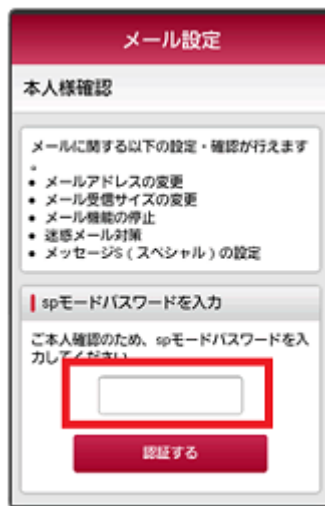 メール設定
本人様確認
メールに関する以下の設定・確認が行えます
。
• メールアドレスの変更
• メール受信サイズの変更
• メール機能の停止
• 迷惑メール対策
• メッセージS(スペシャル)の設定
spモードパスワードを入力
ご本人確認のため、spモードパスワードを入
力してください
認証する